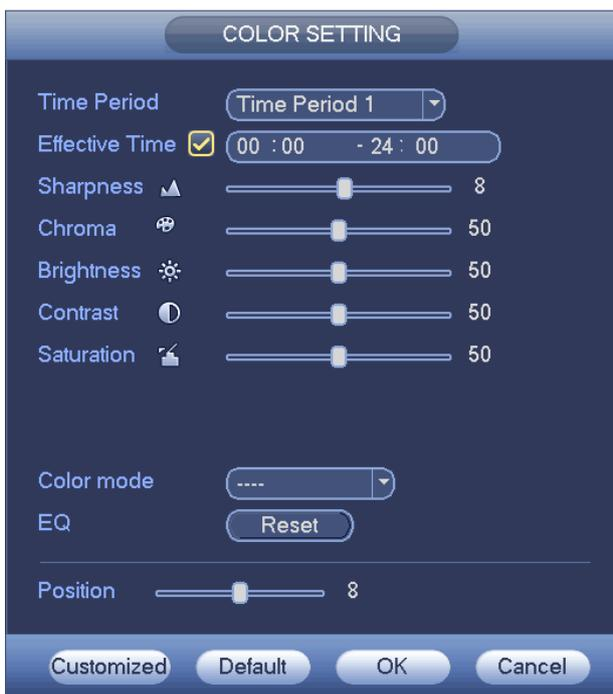 COLOR SETTING
Time Period Time Period 1
Effective Time 00 :00 - 24 : 00
Sharpness 8
Chroma 50
Brightness 50
Contrast 50
Saturation 50
Color mode ----
EQ Reset
Position 8
Customized Default OK Cancel